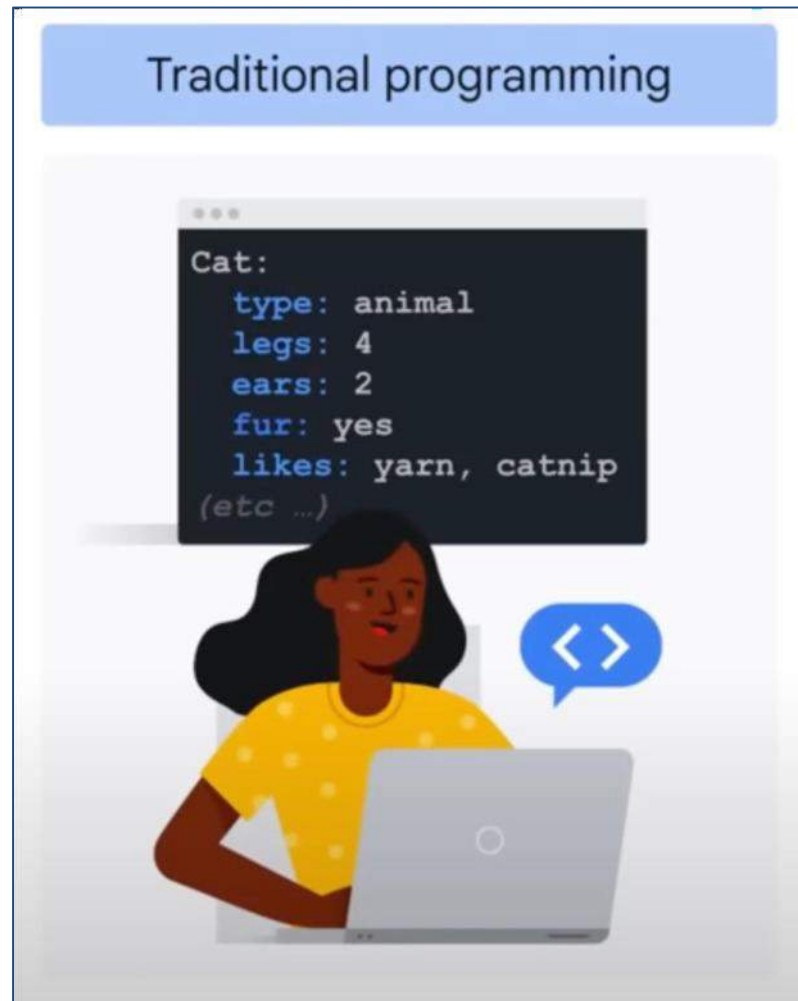 Traditional programming
Cat:
type: animal
legs: 4
ears: 2
fur: yes
likes: yarn, catnip
(etc ...)
< >